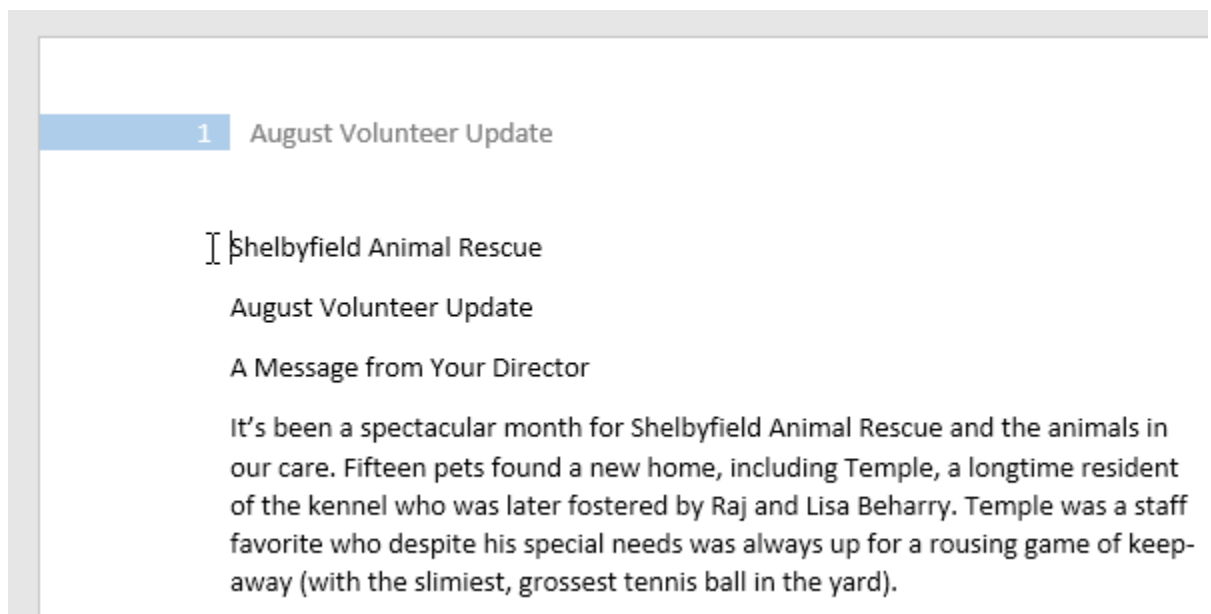 1 August Volunteer Update
Shelbyfield Animal Rescue
August Volunteer Update
A Message from Your Director
It’s been a spectacular month for Shelbyfield Animal Rescue and the animals in
our care. Fifteen pets found a new home, including Temple, a longtime resident
of the kennel who was later fostered by Raj and Lisa Beharry. Temple was a staff
favorite who despite his special needs was always up for a rousing game of keep-
away (with the slimiest, grossest tennis ball in the yard).